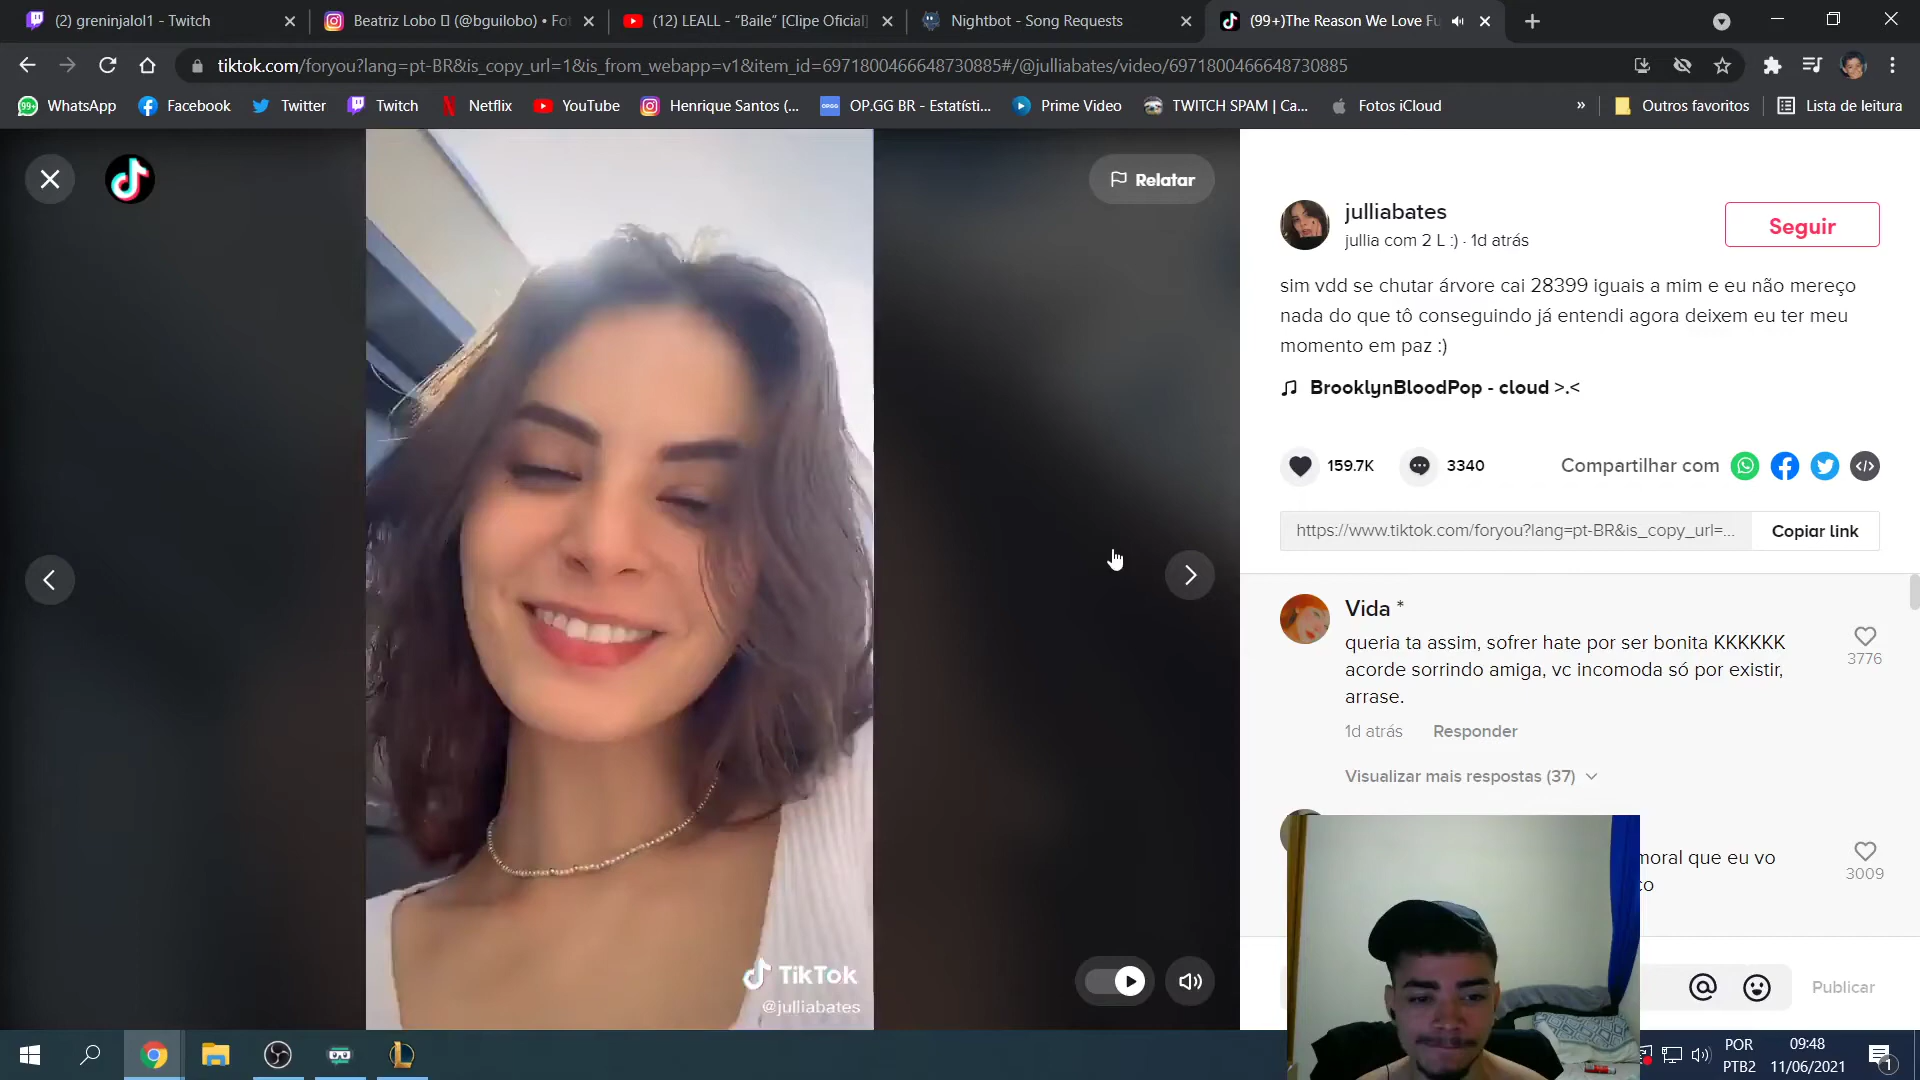 (2) greninjalol1 - Twitch
Beatriz Lobo (@bguilobo) • Fot
(12) LEALL - “Baile” [Clipe Oficial]
Nightbot - Song Requests
(99+)The Reason We Love Fu
tiktok.com/foryou?lang=pt-BR&is_copy_url=1&is_from_webapp=v1&item_id=6971800466648730885#/@julliabates/video/6971800466648730885
99+ WhatsApp
Facebook
Twitter
Twitch
Netflix
YouTube
Henrique Santos (...
OP.GG BR - Estatísti...
Prime Video
TWITCH SPAM | Ca...
Fotos iCloud
»
Outros favoritos
Lista de leitura
Relatar
julliabates
jullia com 2 L :) · 1d atrás
Seguir
sim vdd se chutar árvore cai 28399 iguais a mim e eu não mereço
nada do que tô conseguindo já entendi agora deixem eu ter meu
momento em paz :)
BrooklynBloodPop - cloud >.<
159.7K
3340
Compartilhar com
https://www.tiktok.com/foryou?lang=pt-BR&is_copy_url=...
Copiar link
Vida *
queria ta assim, sofrer hate por ser bonita KKKKKK
acorde sorrindo amiga, vc incomoda só por existir,
arrase.
3776
1d atrás Responder
Visualizar mais respostas (37)
moral que eu vo
3009
TikTok
@julliabates
Publicar
POR
PTB2
09:48
11/06/2021
1